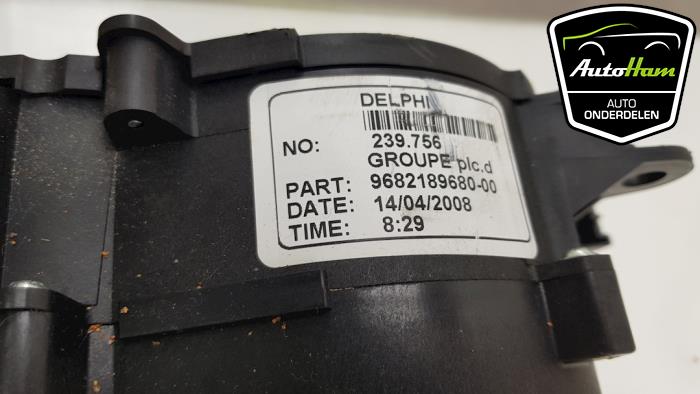 DELPHI
NO: 239.756
GROUPE plc.d
PART: 9682189680-00
DATE: 14/04/2008
TIME: 8:29
AutoHam
AUTO
ONDERDELEN